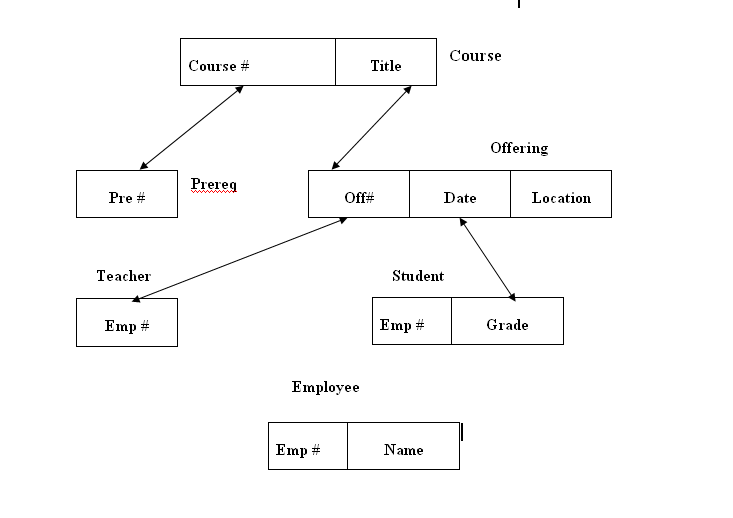 Course # Title Course
Offering
Pre # Prereq Off# Date Location
Teacher Student
Emp # Emp # Grade
Employee
Emp # Name